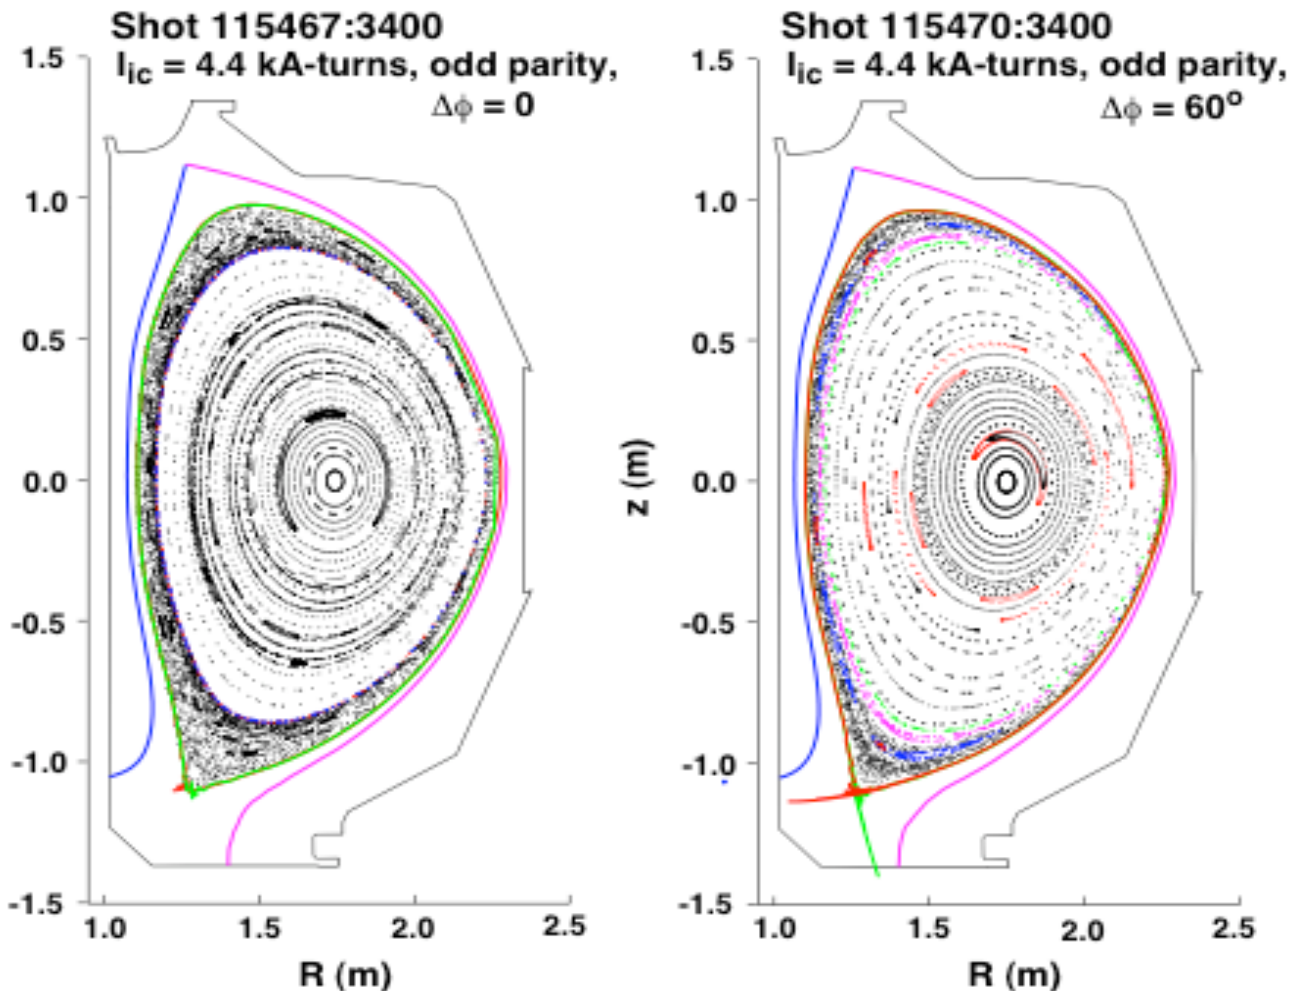 Shot 115467:3400
I_ic = 4.4 kA-turns, odd parity,
Δϕ = 0
1.5
1.0
0.5
0.0
-0.5
-1.0
-1.5
1.0 1.5 2.0 2.5
R (m)
Shot 115470:3400
I_ic = 4.4 kA-turns, odd parity,
Δϕ = 60°
z (m)
1.5
1.0
0.5
0.0
-0.5
-1.0
-1.5
1.0 1.5 2.0 2.5
R (m)